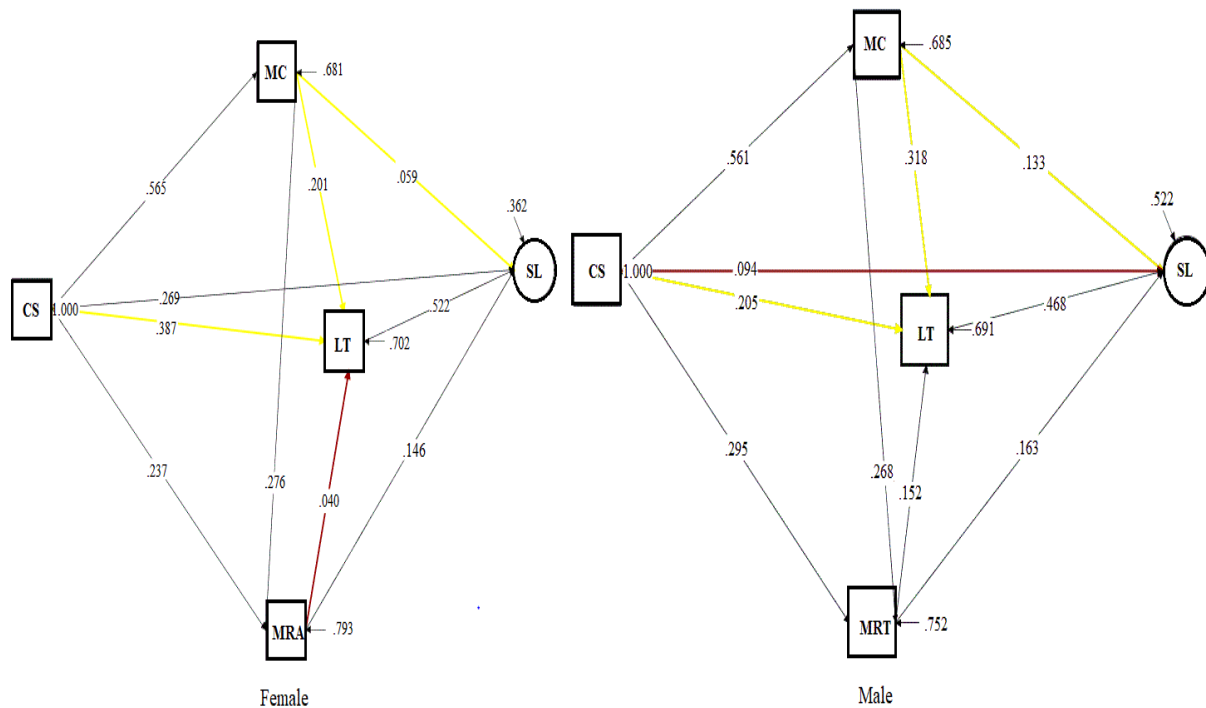 MC
.681
.565
.201
.059
.362
SL
CS
1.000
.269
.387
.522
LT
.702
.237
.276
.040
.146
MRA
.793
Female
MC
.685
.561
.318
.133
.522
CS
1.000
.094
SL
.205
.468
LT
.691
.295
.268
.152
.163
MRT
.752
Male